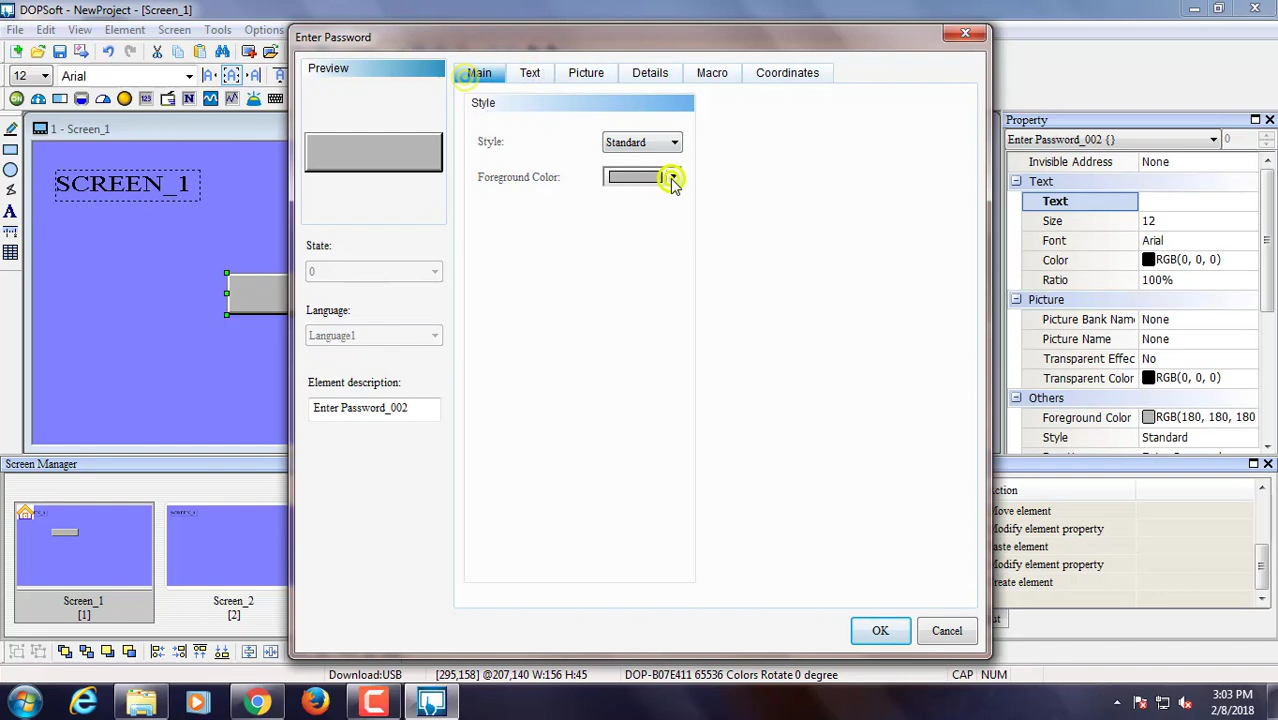 DOPSoft - NewProject - [Screen_1]
File Edit View Element Screen Tools Options
12 Arial
1 - Screen_1
SCREEN_1
Enter Password
Preview
State:
0
Language:
Language1
Element description:
Enter Password_002
Main Text Picture Details Macro Coordinates
Style
Style: Standard
Foreground Color:
OK Cancel
Property
Enter Password_002 {} 0
Invisible Address None
Text
Text
Size 12
Font Arial
Color RGB(0, 0, 0)
Ratio 100%
Picture
Picture Bank Nam None
Picture Name None
Transparent Effec No
Transparent Color RGB(0, 0, 0)
Others
Foreground Color RGB(180, 180, 180
Style Standard
Screen Manager
Screen_1
[1]
Screen_2
[2]
ction
Move element
Modify element property
aste element
Modify element property
reate element
Download:USB [295,158] @207,140 W:156 H:45 DOP-B07E411 65536 Colors Rotate 0 degree CAP NUM
3:03 PM
2/8/2018